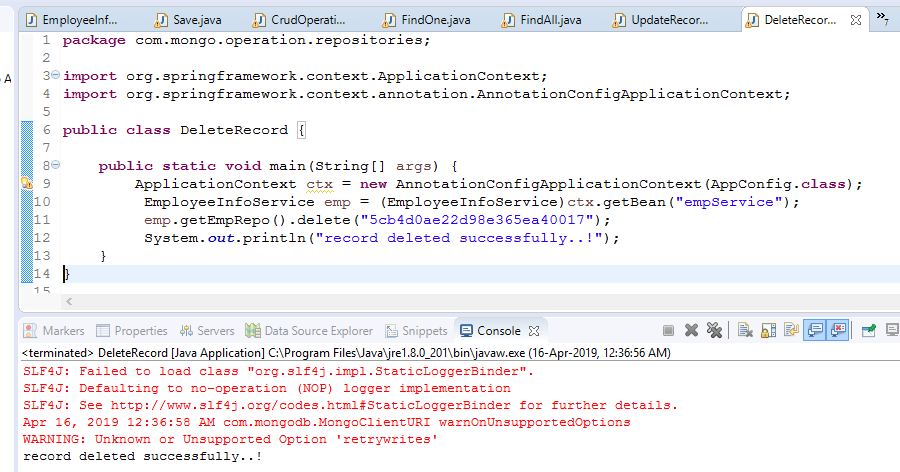 EmployeeInf... Save.java CrudOperati... FindOne.java FindAll.java UpdateRecor... DeleteRecor... »7
1 package com.mongo.operation.repositories;
2
3 import org.springframework.context.ApplicationContext;
4 import org.springframework.context.annotation.AnnotationConfigApplicationContext;
5
6 public class DeleteRecord {
7
8 public static void main(String[] args) {
9 ApplicationContext ctx = new AnnotationConfigApplicationContext(AppConfig.class);
10 EmployeeInfoService emp = (EmployeeInfoService)ctx.getBean("empService");
11 emp.getEmpRepo().delete("5cb4d0ae22d98e365ea40017");
12 System.out.println("record deleted successfully..!");
13 }
14 }
15
A
Markers Properties Servers Data Source Explorer Snippets Console
<terminated> DeleteRecord [Java Application] C:\Program Files\Java\jre1.8.0_201\bin\javaw.exe (16-Apr-2019, 12:36:56 AM)
SLF4J: Failed to load class "org.slf4j.impl.StaticLoggerBinder".
SLF4J: Defaulting to no-operation (NOP) logger implementation
SLF4J: See http://www.slf4j.org/codes.html#StaticLoggerBinder for further details.
Apr 16, 2019 12:36:58 AM com.mongodb.MongoClientURI warnOnUnsupportedOptions
WARNING: Unknown or Unsupported Option 'retrywrites'
record deleted successfully..!